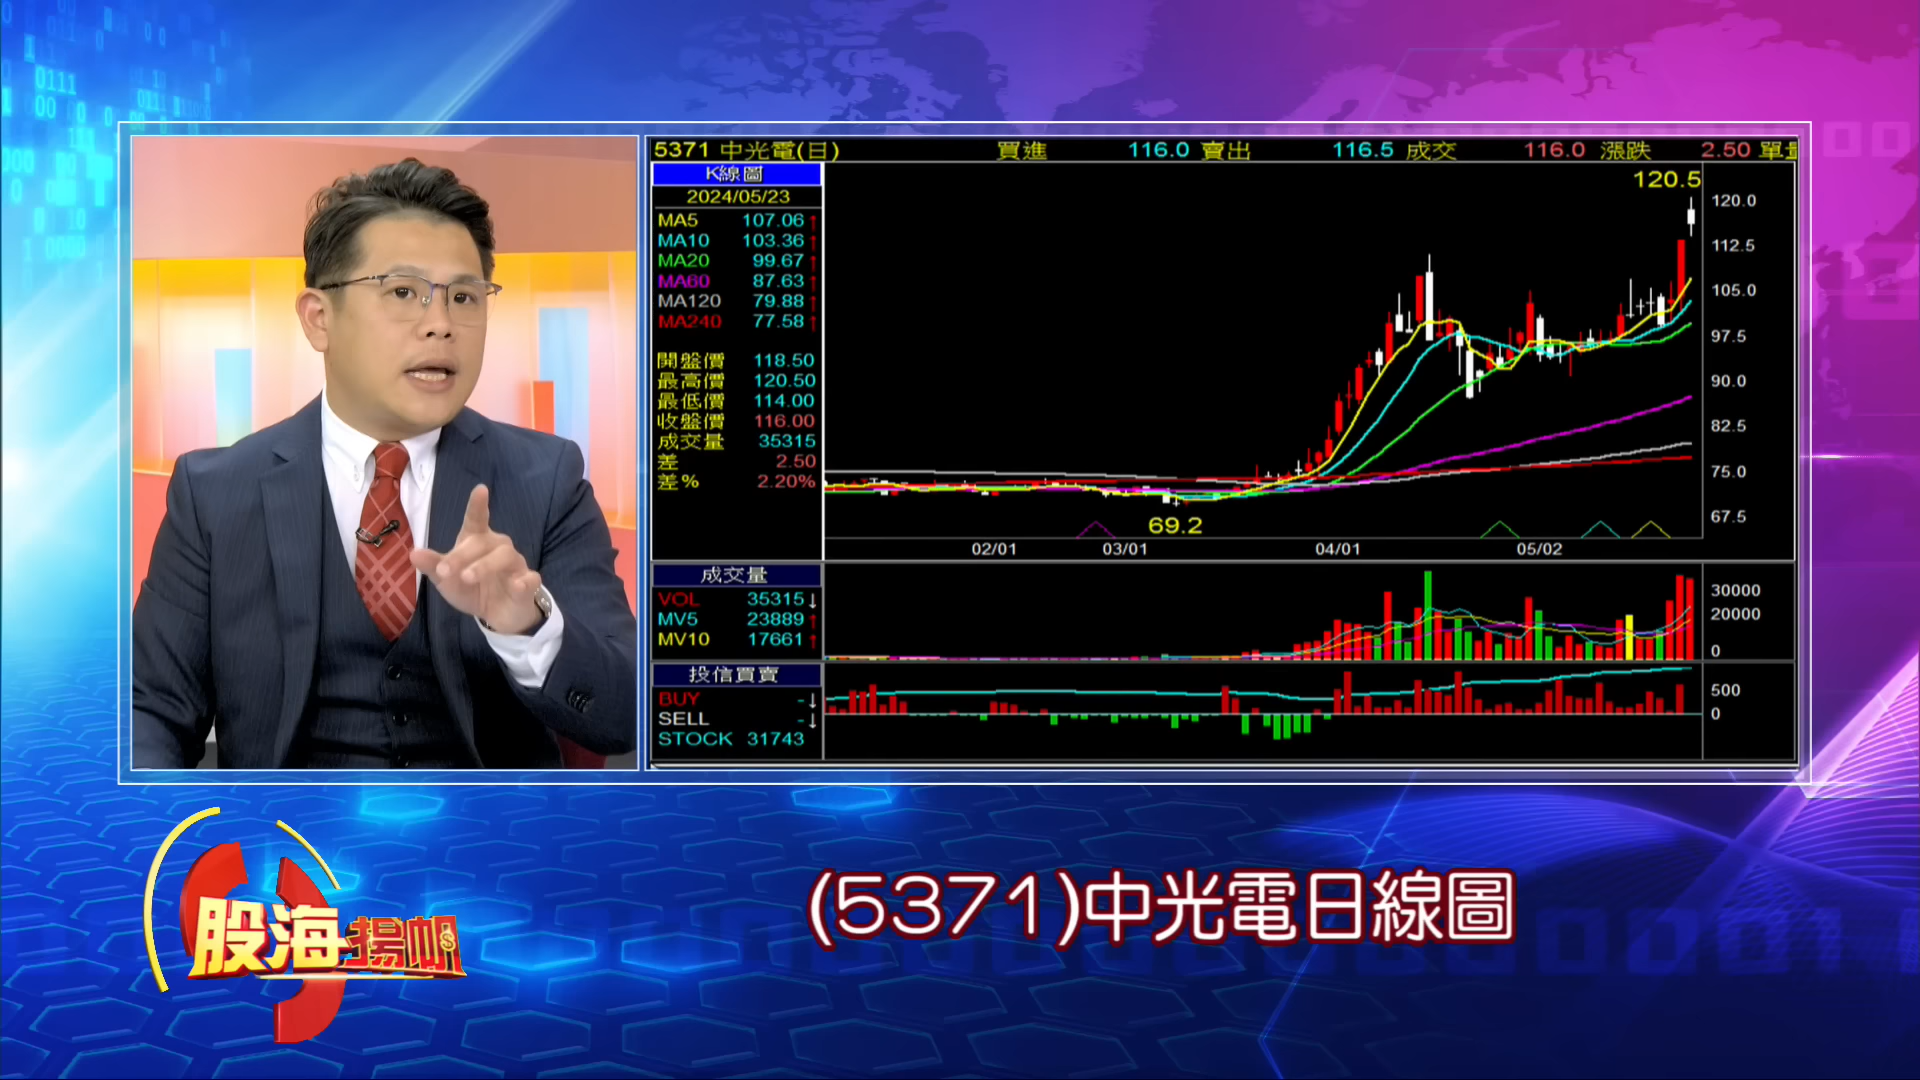 5371 中光電(日) 買進 116.0 賣出 116.5 成交 116.0 漲跌 2.50 單量
K線圖
2024/05/23
MA5 107.06↑
MA10 103.36↑
MA20 99.67↑
MA60 87.63↑
MA120 79.88↑
MA240 77.58↑
開盤價 118.50
最高價 120.50
最低價 114.00
收盤價 116.00
成交量 35315
差 2.50
差% 2.20%
120.5
120.0
112.5
105.0
97.5
90.0
82.5
75.0
67.5
69.2
02/01 03/01 04/01 05/02
成交量
VOL 35315↓
MV5 23889↑
MV10 17661↑
30000
20000
0
投信買賣
BUY -↓
SELL -↓
STOCK 31743
500
0
股海揚帆
(5371)中光電日線圖